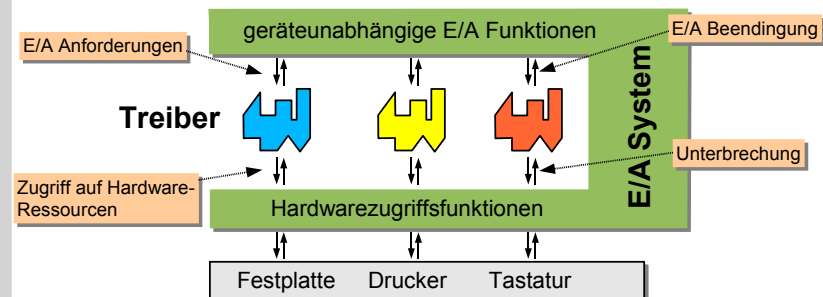 geräteunabhängige E/A Funktionen
E/A Beendingung
E/A Anforderungen
Treiber
E/A System
Unterbrechung
Zugriff auf Hardware-
Ressourcen
Hardwarezugriffsfunktionen
Festplatte Drucker Tastatur